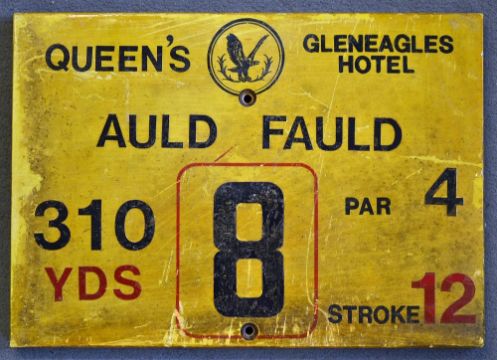 QUEEN'S
GLENEAGLES
HOTEL
AULD FAULD
310
YDS
8
PAR 4
STROKE 12